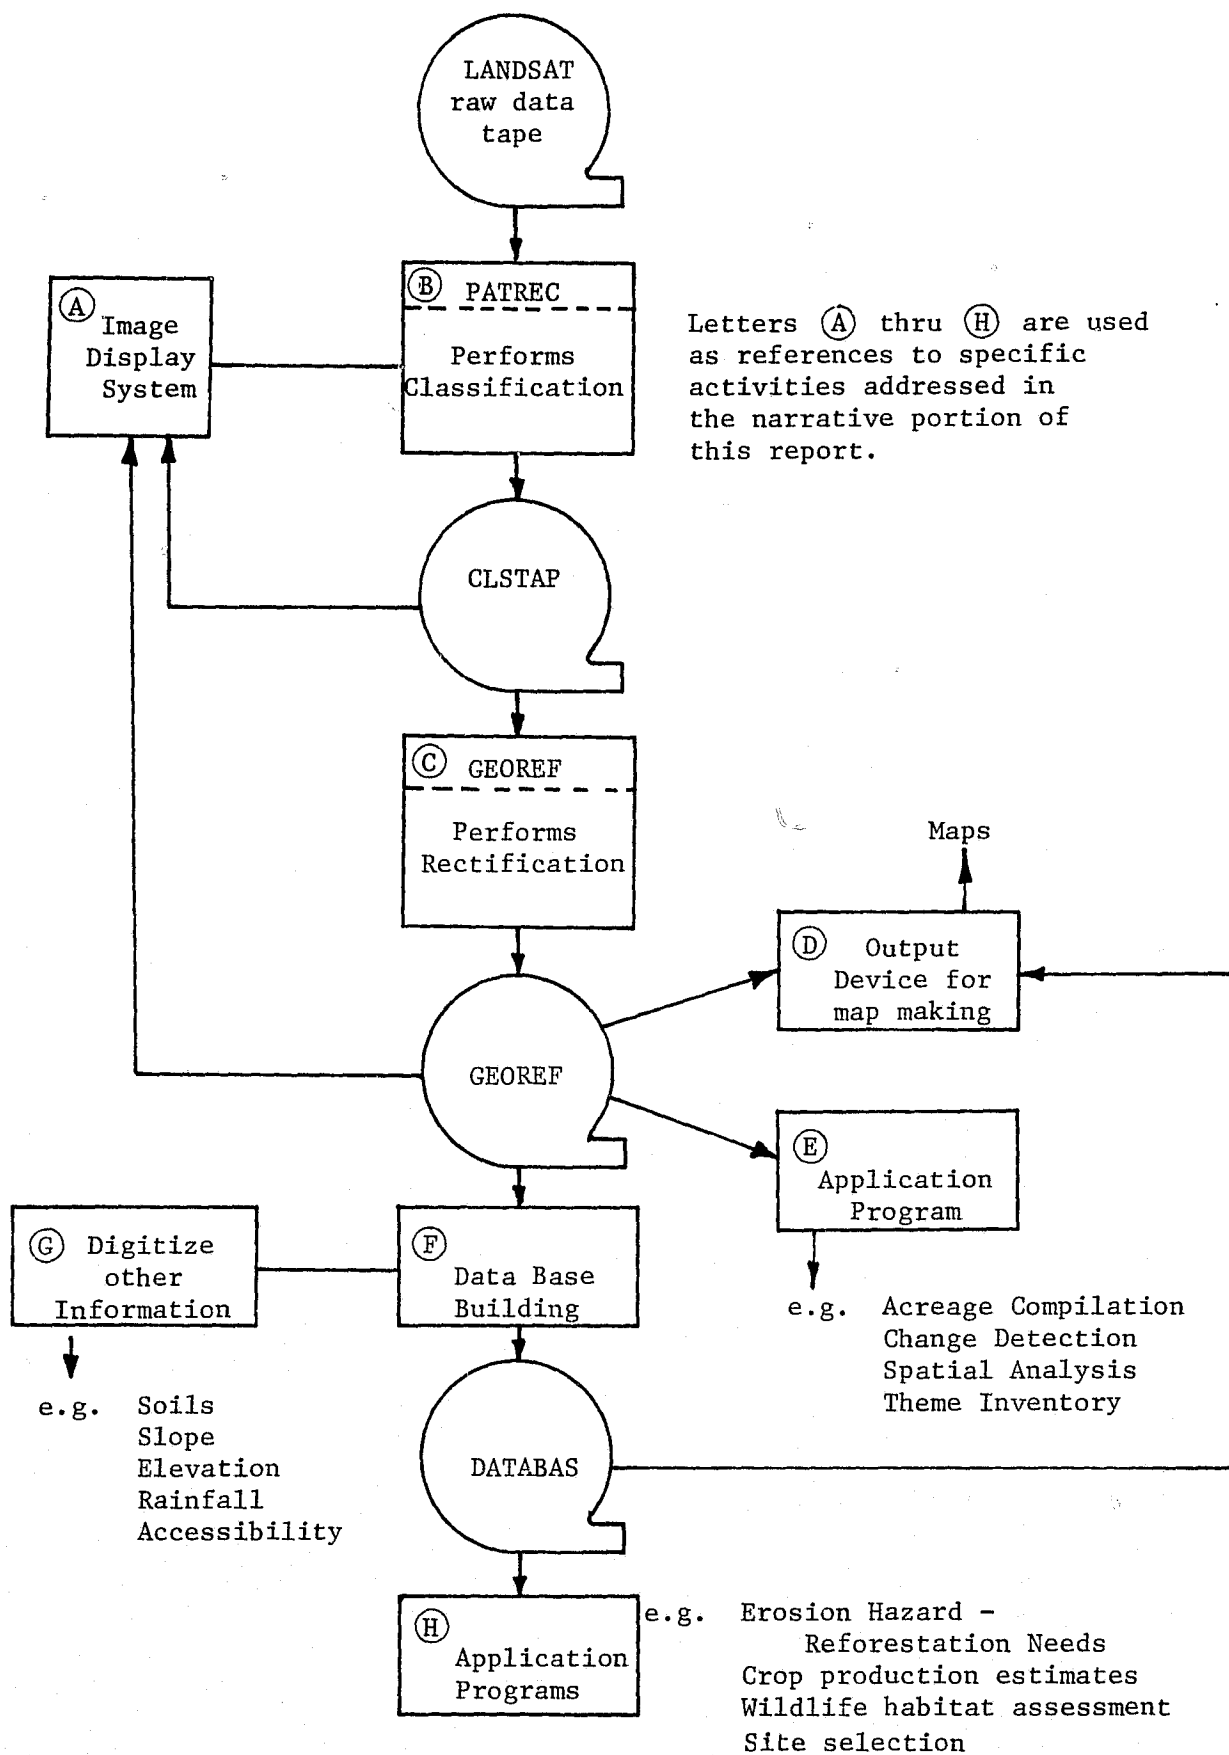 LANDSAT
raw data
tape
A
Image
Display
System
B PATREC
Performs
Classification
Letters A thru H are used
as references to specific
activities addressed in
the narrative portion of
this report.
CLSTAP
C GEOREF
Performs
Rectification
Maps
D Output
Device for
map making
GEOREF
E
Application
Program
e.g. Acreage Compilation
Change Detection
Spatial Analysis
Theme Inventory
G Digitize
other
Information
F
Data Base
Building
e.g. Soils
Slope
Elevation
Rainfall
Accessibility
DATABAS
H
Application
Programs
e.g. Erosion Hazard -
Reforestation Needs
Crop production estimates
Wildlife habitat assessment
Site selection